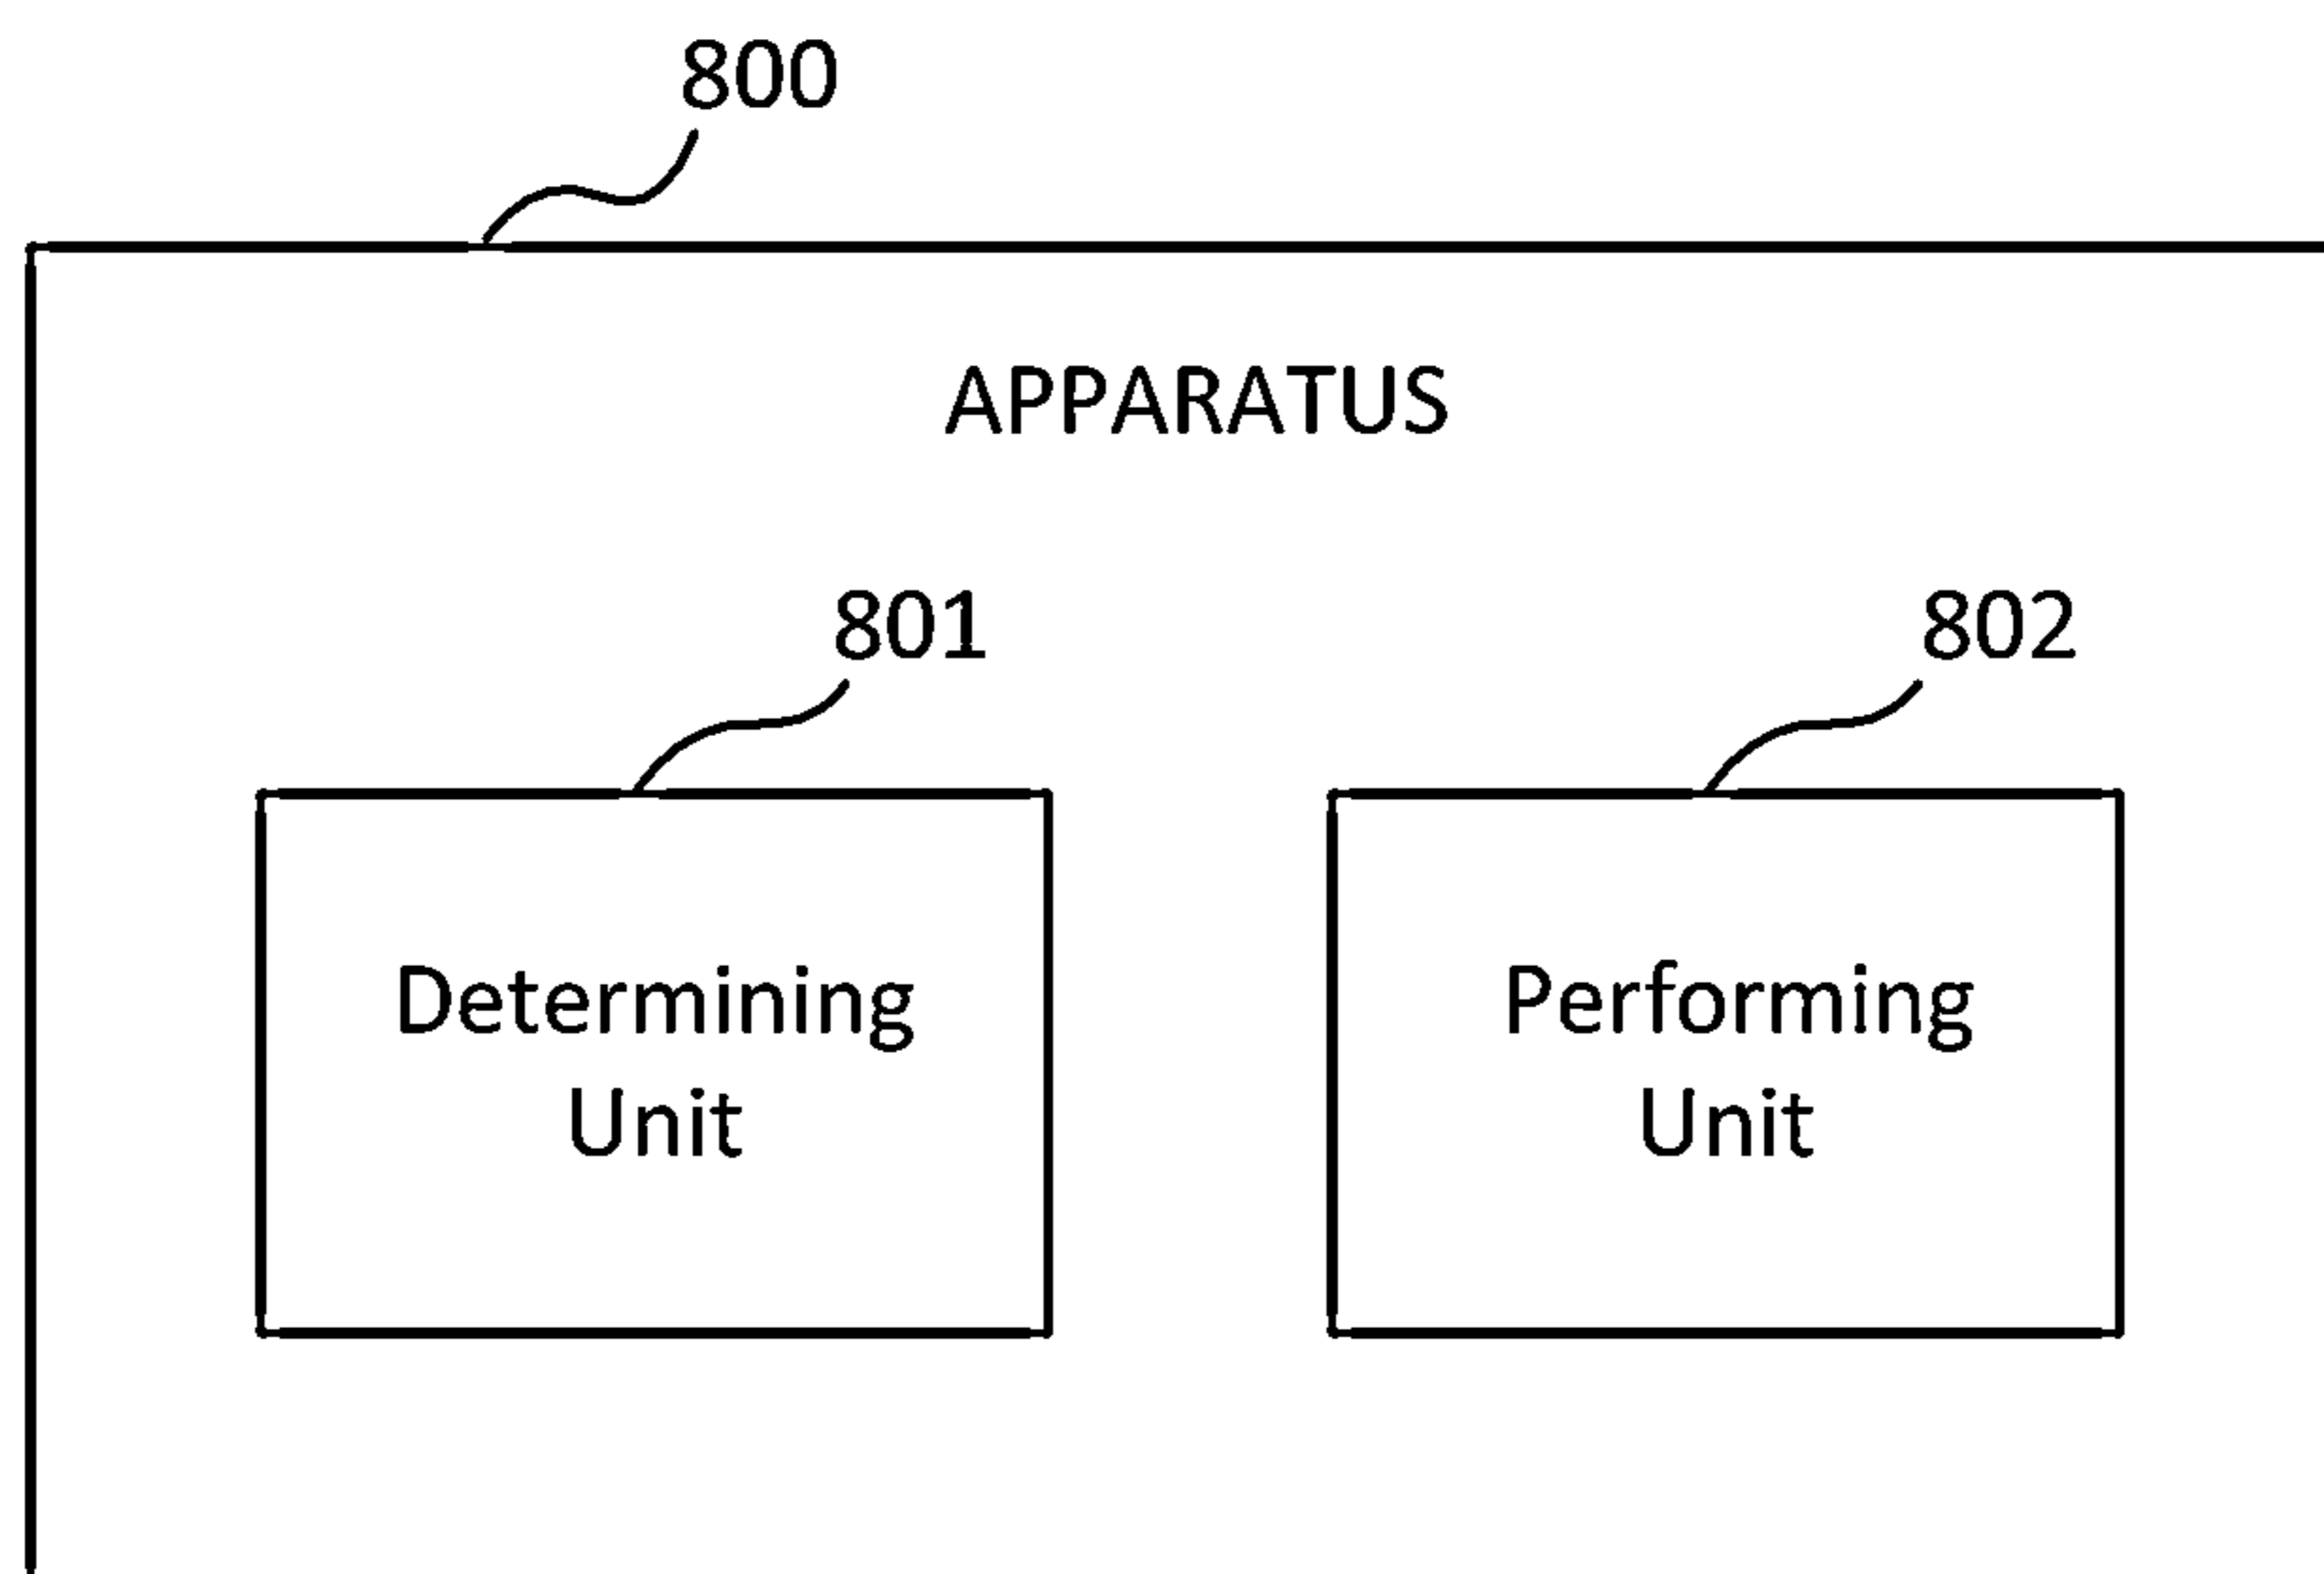 800
APPARATUS
801
802
Determining
Unit
Performing
Unit